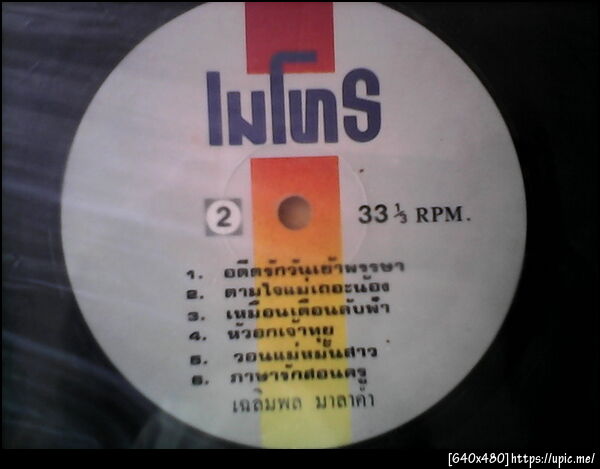 เมโทร
2
33 1/3 RPM.
1. อดีตรักวันเข้าพรรษา
2. ตามใจแม่เถอะน้อง
3. เหมือนเดือนดับฟ้า
4. หัวอกเจ้าทุย
5. วอนแม่หม้นสาว
6. ภาษารักสอนครู
เฉลิมพล มาลาคำ
[640x480]https://upic.me/